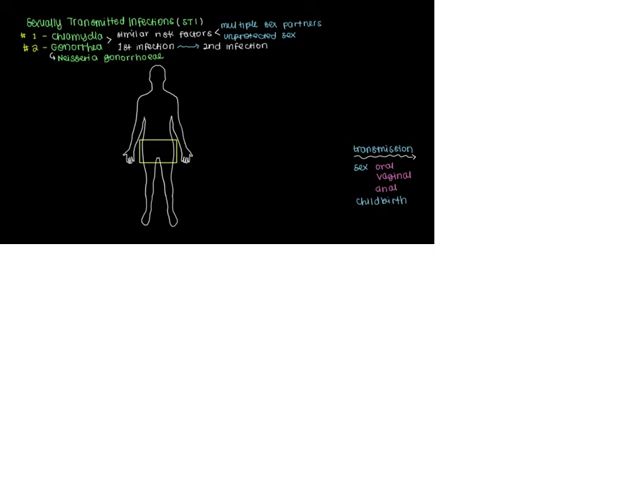 Sexually Transmitted Infections (STI)
#1 - Chlamydia > similar risk factors < multiple sex partners
unprotected sex
#2 - Gonorrhea 1st infection → 2nd infection
↳ Neisseria gonorrhoeae
transmission
sex oral
vaginal
anal
childbirth